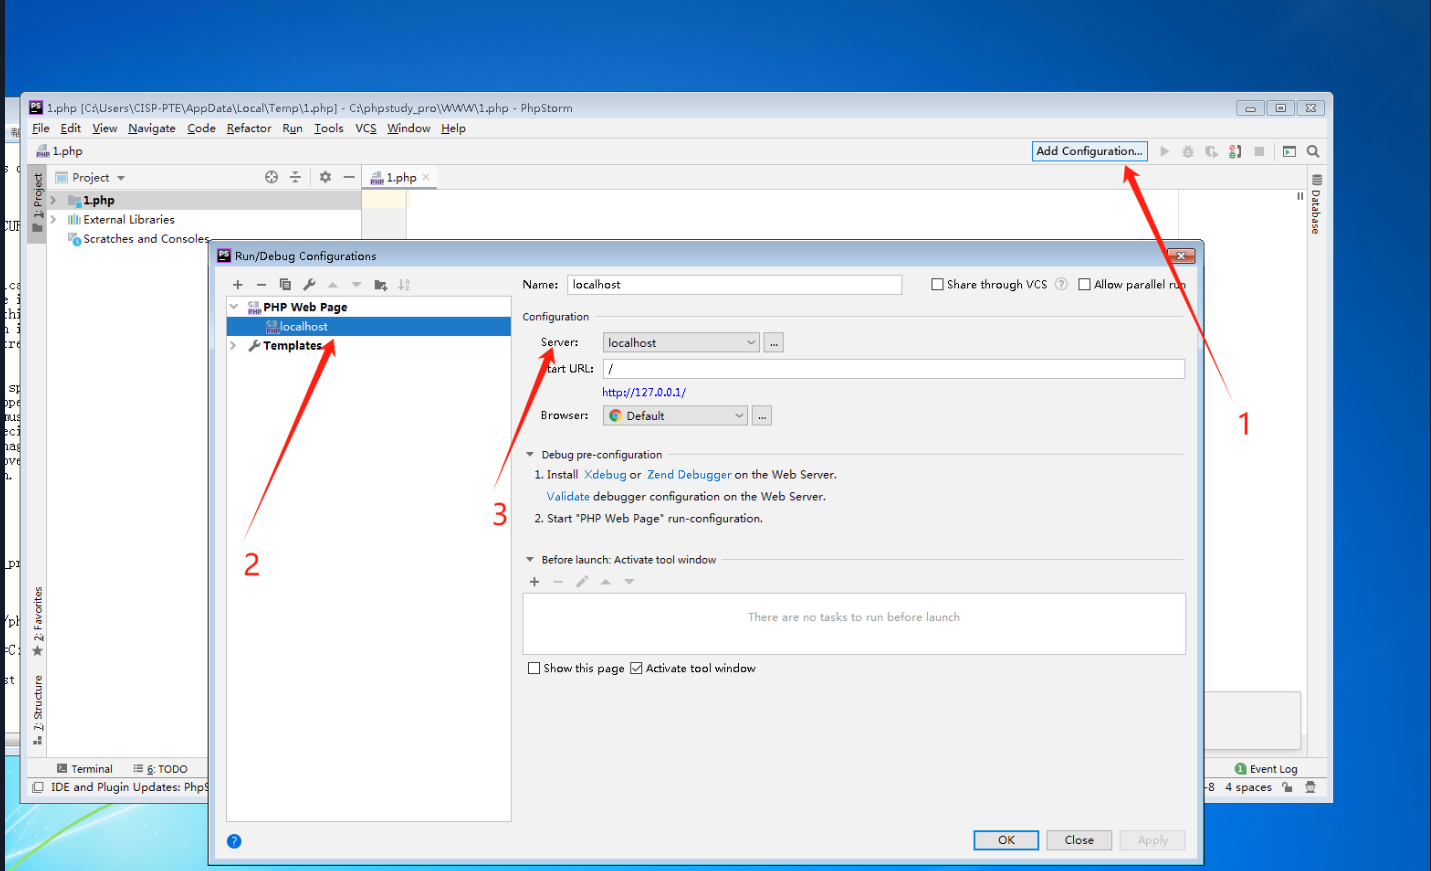 1.php [C:\Users\CISP-PTE\AppData\Local\Temp\1.php] - C:\phpstudy_pro\WWW\1.php - PhpStorm
File Edit View Navigate Code Refactor Run Tools VCS Window Help
1.php
Add Configuration...
1: Project
Project
1.php
1.php
External Libraries
Scratches and Consoles
Database
Run/Debug Configurations
Name: localhost
Share through VCS
Allow parallel run
PHP Web Page
localhost
Templates
Configuration
Server: localhost
...
tart URL: /
http://127.0.0.1/
Browser: Default
...
1
2
3
Debug pre-configuration
1. Install Xdebug or Zend Debugger on the Web Server.
Validate debugger configuration on the Web Server.
2. Start "PHP Web Page" run-configuration.
Before launch: Activate tool window
There are no tasks to run before launch
Show this page Activate tool window
2: Favorites
7: Structure
Terminal 6: TODO
1 Event Log
IDE and Plugin Updates: PhpS
-8 4 spaces
? OK Close Apply